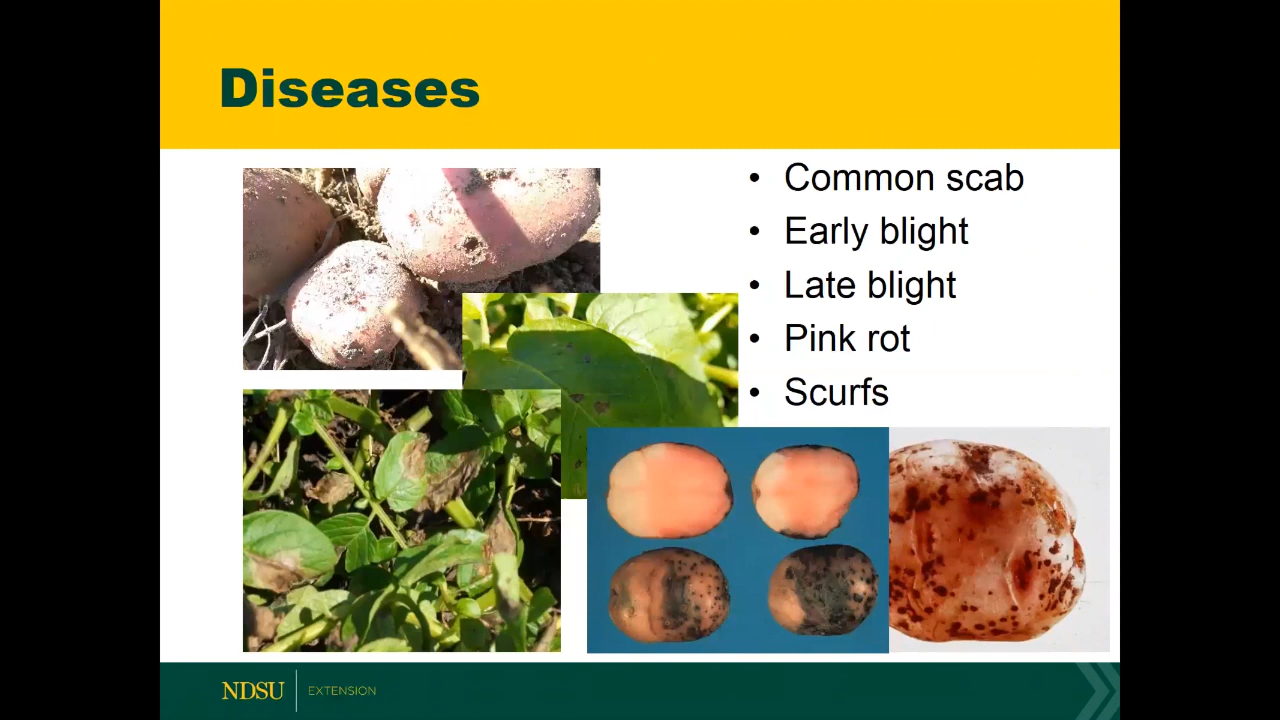 Diseases
• Common scab
• Early blight
• Late blight
• Pink rot
• Scurfs
NDSU EXTENSION